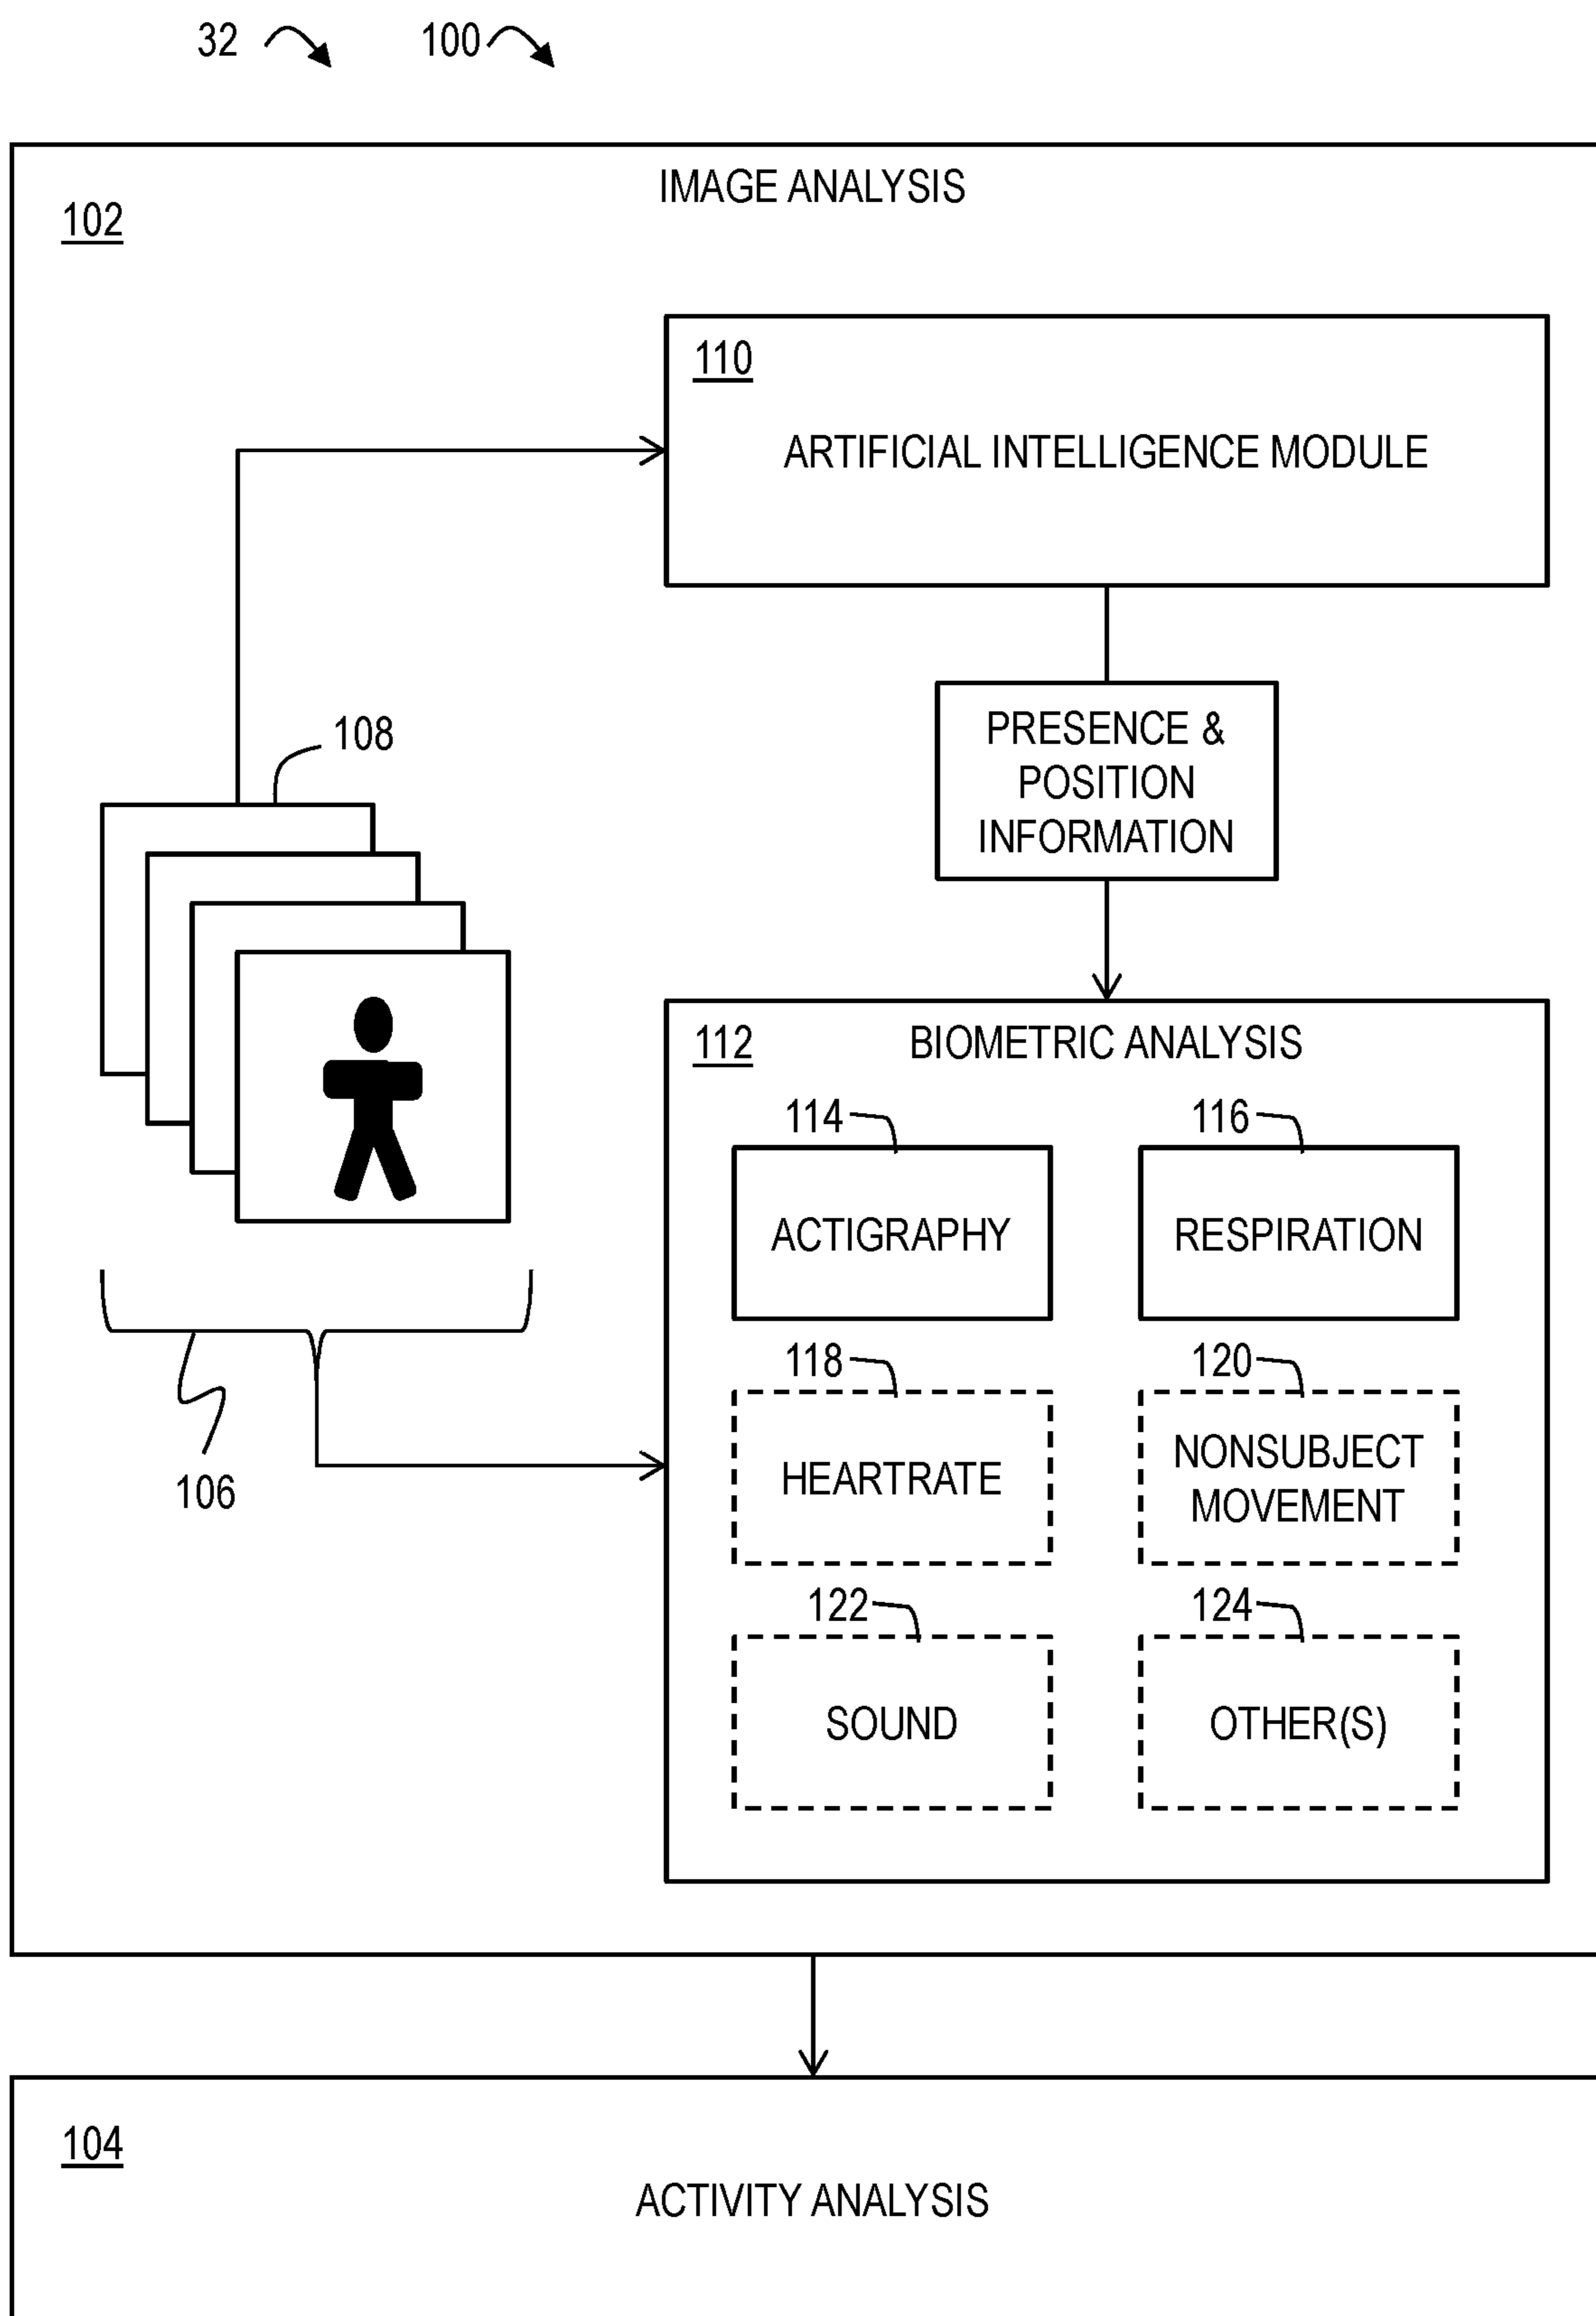 32 100
IMAGE ANALYSIS
102
110
ARTIFICIAL INTELLIGENCE MODULE
PRESENCE &
POSITION
INFORMATION
108
112 BIOMETRIC ANALYSIS
114 116
ACTIGRAPHY RESPIRATION
118 120
HEARTRATE NONSUBJECT
MOVEMENT
106
122 124
SOUND OTHER(S)
104
ACTIVITY ANALYSIS